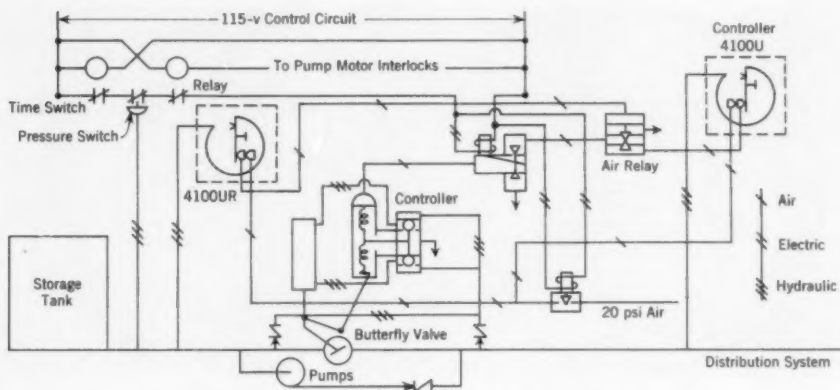 115-v Control Circuit
Controller
4100U
To Pump Motor Interlocks
Relay
Time Switch
Pressure Switch
Air Relay
4100UR
Controller
Air
Electric
Hydraulic
Storage
Tank
20 psi Air
Butterfly Valve
Distribution System
Pumps